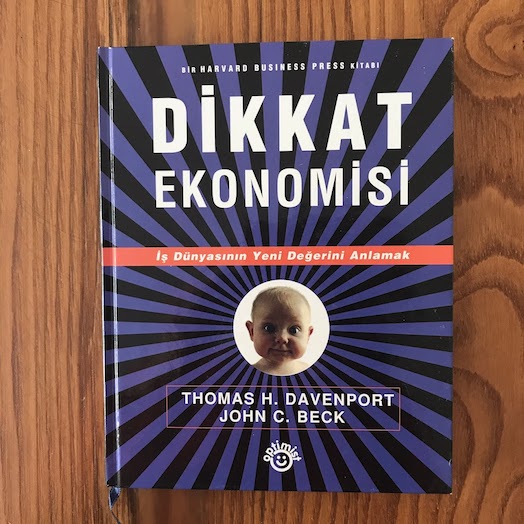 BİR HARVARD BUSINESS PRESS KİTABI
DİKKAT
EKONOMİSİ
İş Dünyasının Yeni Değerini Anlamak
THOMAS H. DAVENPORT
JOHN C. BECK
optimist